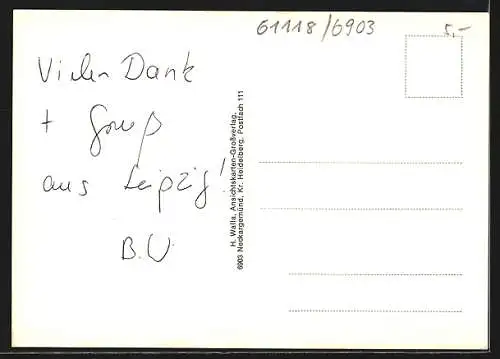 61118/6903
5,-
Vielen Dank
+ Gruß
aus Leipzig!
B.U.
H. Walla, Ansichtskarten-Großverlag,
6903 Neckargemünd, Kr. Heidelberg, Postfach 111